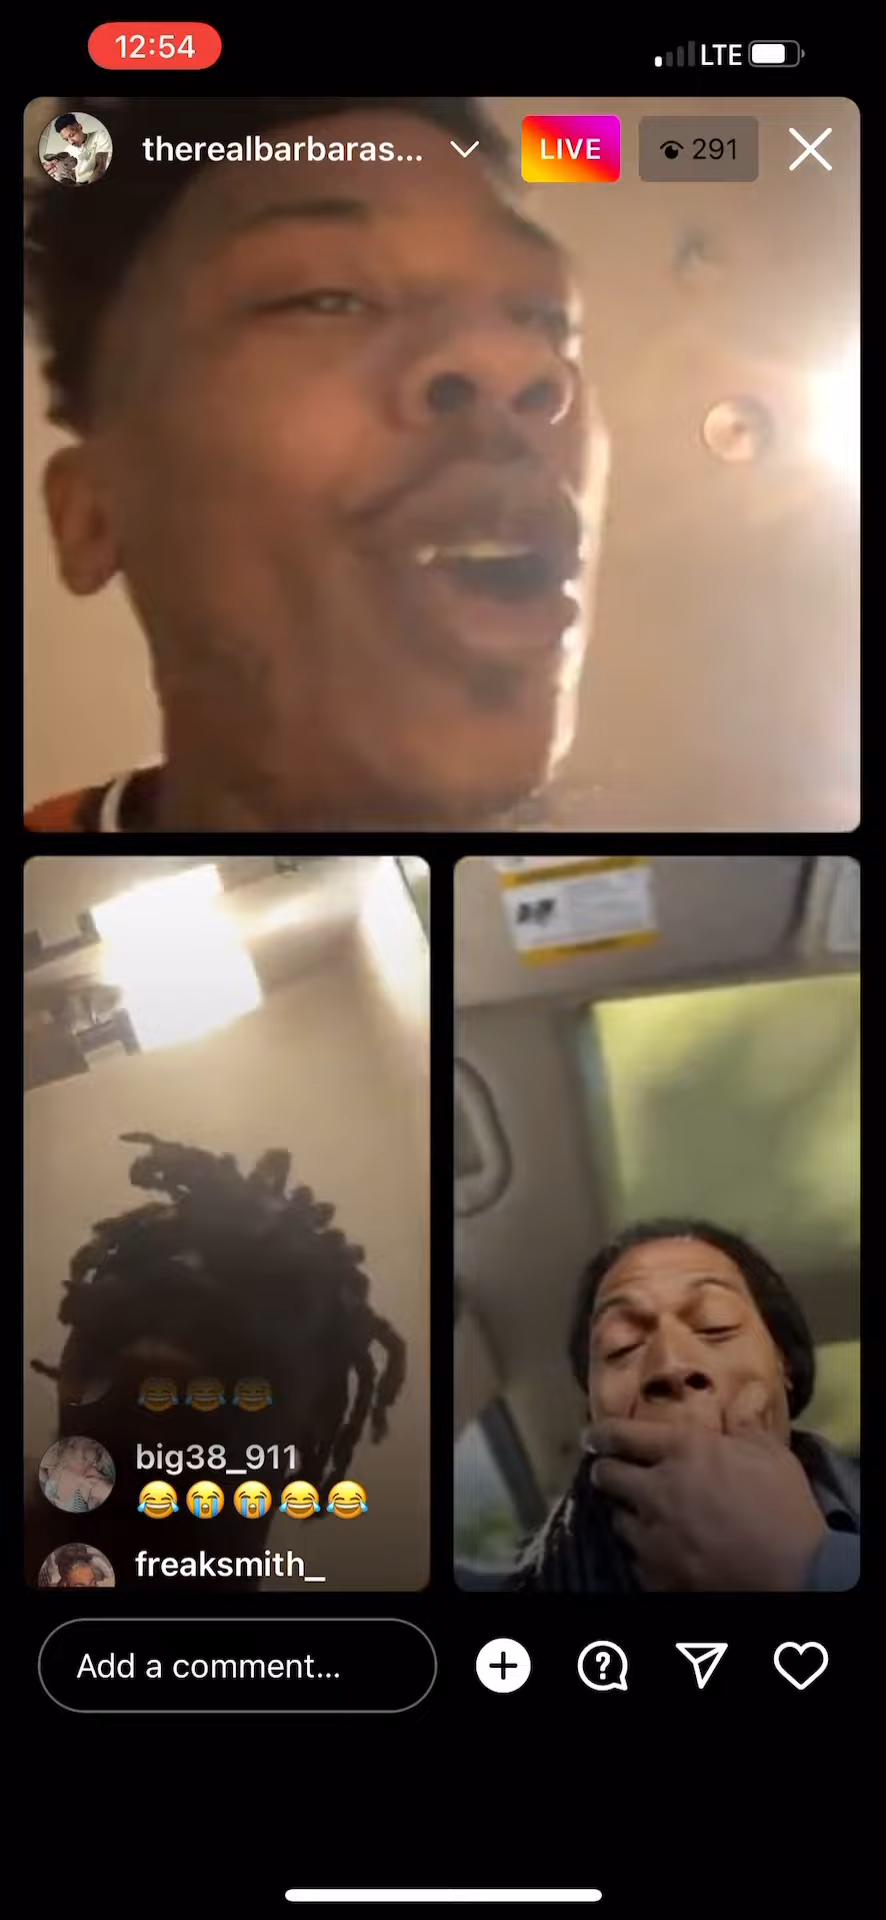 12:54
LTE
therealbarbaras...
LIVE
291
😂😂😂
big38_911
😂😭😭😂😂
freaksmith_
Add a comment...